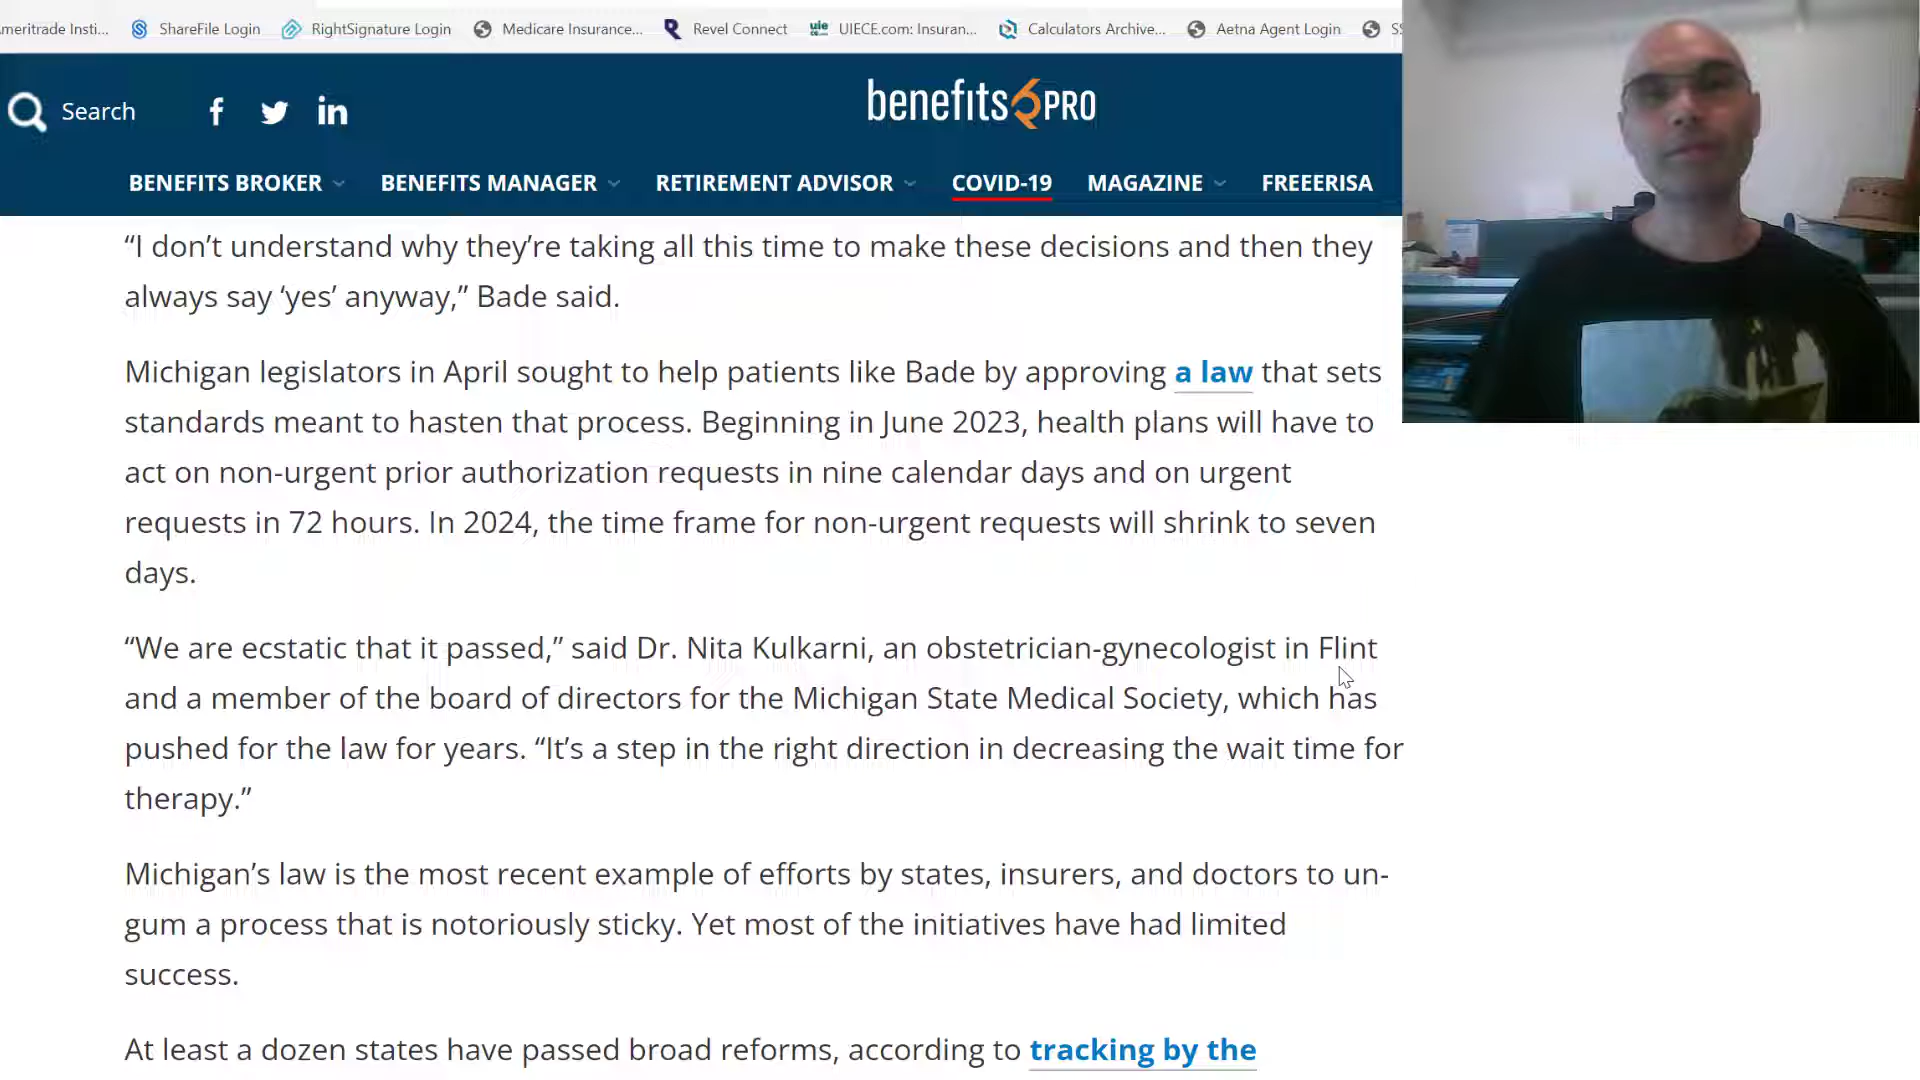 meritrade Insti... ShareFile Login RightSignature Login Medicare Insurance... Revel Connect UIECE.com: Insuran... Calculators Archive... Aetna Agent Login
Search f in benefits PRO
BENEFITS BROKER BENEFITS MANAGER RETIREMENT ADVISOR COVID-19 MAGAZINE FREEERISA
“I don’t understand why they’re taking all this time to make these decisions and then they
always say ‘yes’ anyway,” Bade said.
Michigan legislators in April sought to help patients like Bade by approving a law that sets
standards meant to hasten that process. Beginning in June 2023, health plans will have to
act on non-urgent prior authorization requests in nine calendar days and on urgent
requests in 72 hours. In 2024, the time frame for non-urgent requests will shrink to seven
days.
“We are ecstatic that it passed,” said Dr. Nita Kulkarni, an obstetrician-gynecologist in Flint
and a member of the board of directors for the Michigan State Medical Society, which has
pushed for the law for years. “It’s a step in the right direction in decreasing the wait time for
therapy.”
Michigan’s law is the most recent example of efforts by states, insurers, and doctors to un-
gum a process that is notoriously sticky. Yet most of the initiatives have had limited
success.
At least a dozen states have passed broad reforms, according to tracking by the